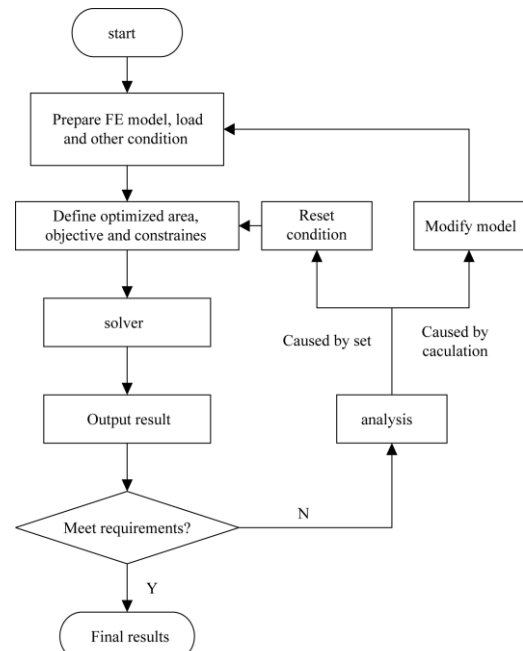 start
Prepare FE model, load
and other condition
Define optimized area,
objective and constraines
Reset
condition
Modify model
solver
Caused by set
Caused by
caculation
Output result
analysis
Meet requirements?
N
Y
Final results